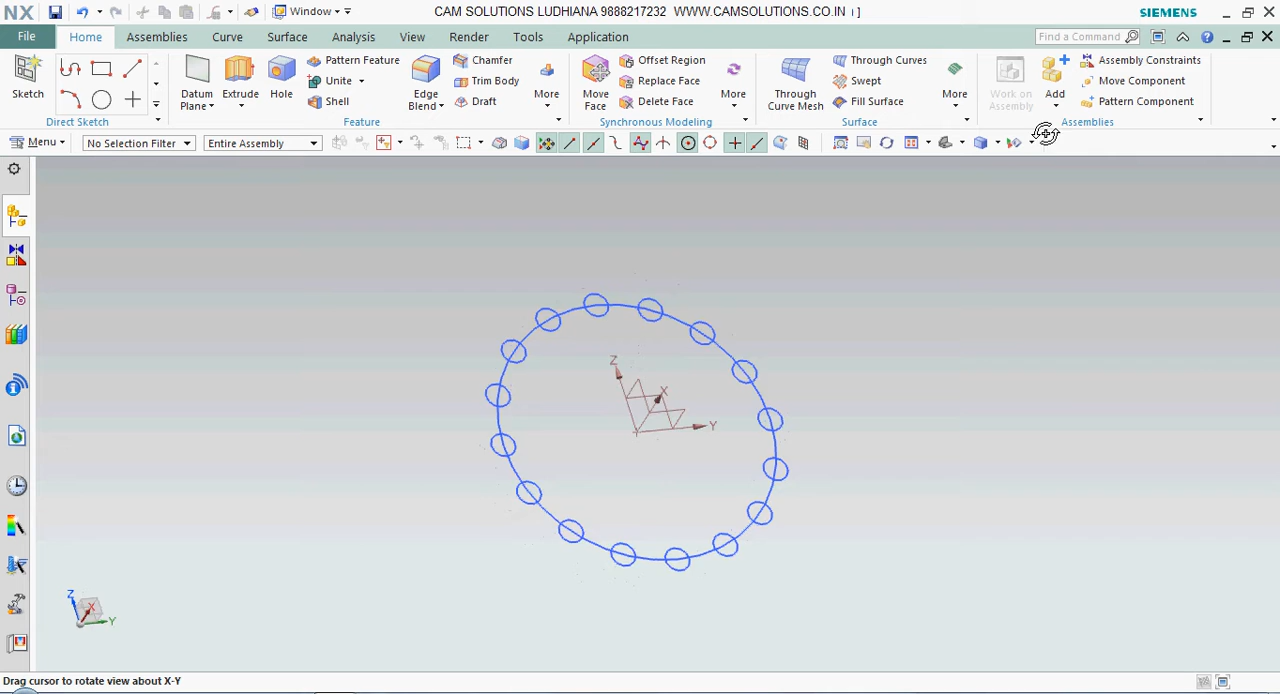 NX
Window
CAM SOLUTIONS LUDHIANA 9888217232 WWW.CAMSOLUTIONS.CO.IN ]
SIEMENS
File
Home
Assemblies
Curve
Surface
Analysis
View
Render
Tools
Application
Find a Command
Sketch
Direct Sketch
Datum
Plane
Extrude
Hole
Pattern Feature
Unite
Shell
Edge
Blend
Chamfer
Trim Body
Draft
More
Feature
Move
Face
Offset Region
Replace Face
Delete Face
More
Synchronous Modeling
Through
Curve Mesh
Through Curves
Swept
Fill Surface
More
Surface
Work on
Assembly
Add
Assembly Constraints
Move Component
Pattern Component
Assemblies
Menu
No Selection Filter
Entire Assembly
Z
X
Y
Z
X
Y
Drag cursor to rotate view about X-Y